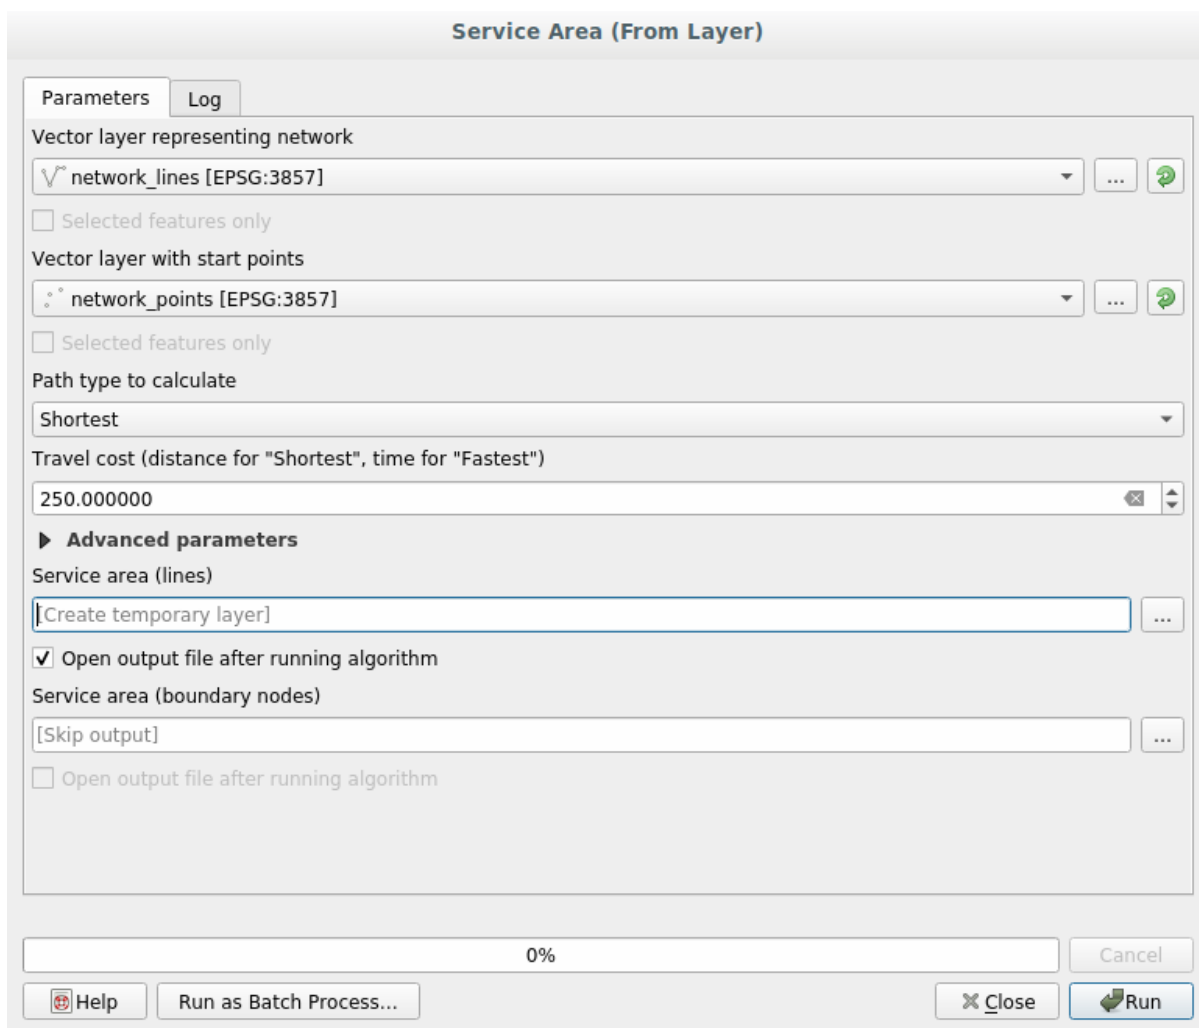 Service Area (From Layer)
Parameters
Log
Vector layer representing network
network_lines [EPSG:3857]
...
Selected features only
Vector layer with start points
network_points [EPSG:3857]
...
Selected features only
Path type to calculate
Shortest
Travel cost (distance for "Shortest", time for "Fastest")
250.000000
Advanced parameters
Service area (lines)
[Create temporary layer]
...
Open output file after running algorithm
Service area (boundary nodes)
[Skip output]
...
Open output file after running algorithm
0%
Cancel
Help
Run as Batch Process...
Close
Run